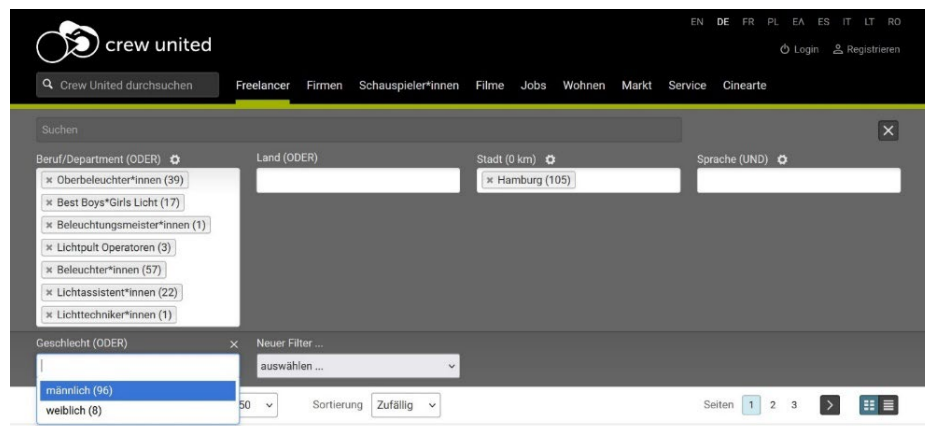 EN DE FR PL ΕΛ ES IT LT RO
crew united
Login Registrieren
Crew United durchsuchen Freelancer Firmen Schauspieler*innen Filme Jobs Wohnen Markt Service Cinearte
Suchen
Beruf/Department (ODER) Land (ODER) Stadt (0 km) Sprache (UND)
× Oberbeleuchter*innen (39) × Hamburg (105)
× Best Boys*Girls Licht (17)
× Beleuchtungsmeister*innen (1)
× Lichtpult Operatoren (3)
× Beleuchter*innen (57)
× Lichtassistent*innen (22)
× Lichttechniker*innen (1)
Geschlecht (ODER) × Neuer Filter ...
auswählen ...
männlich (96)
weiblich (8) 50 Sortierung Zufällig Seiten 1 2 3